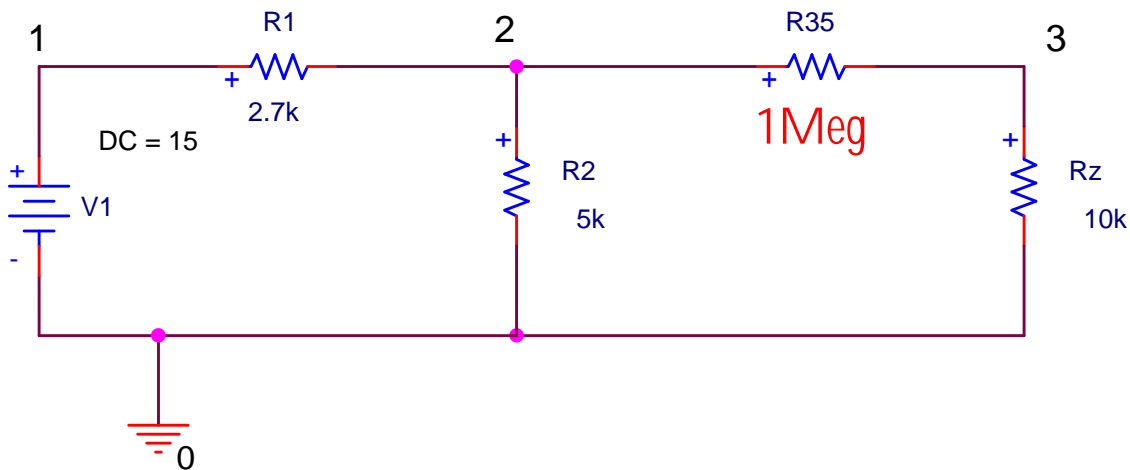 1
R1
2
R35
3
+
+
2.7k
1Meg
DC = 15
+
V1
-
+
R2
5k
+
Rz
10k
0